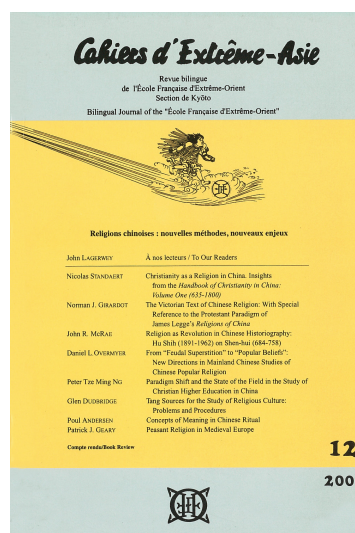 Cahiers d'Extrême-Asie
Revue bilingue
de l'École Française d'Extrême-Orient
Section de Kyōto
Bilingual Journal of the "École Française d'Extrême-Orient"
Religions chinoises : nouvelles méthodes, nouveaux enjeux
John LAGERWEY À nos lecteurs / To Our Readers
Nicolas STANDAERT Christianity as a Religion in China. Insights
from the Handbook of Christianity in China:
Volume One (635-1800)
Norman J. GIRARDOT The Victorian Text of Chinese Religion: With Special
Reference to the Protestant Paradigm of
James Legge's Religions of China
John R. MCRAE Religion as Revolution in Chinese Historiography:
Hu Shih (1891-1962) on Shen-hui (684-758)
Daniel L OVERMYER From "Feudal Superstition" to "Popular Beliefs":
New Directions in Mainland Chinese Studies of
Chinese Popular Religion
Peter Tze Ming NG Paradigm Shift and the State of the Field in the Study of
Christian Higher Education in China
Glen DUDBRIDGE Tang Sources for the Study of Religious Culture:
Problems and Procedures
Poul ANDERSEN Concepts of Meaning in Chinese Ritual
Patrick J. GEARY Peasant Religion in Medieval Europe
Compte rendu/Book Review
12
200